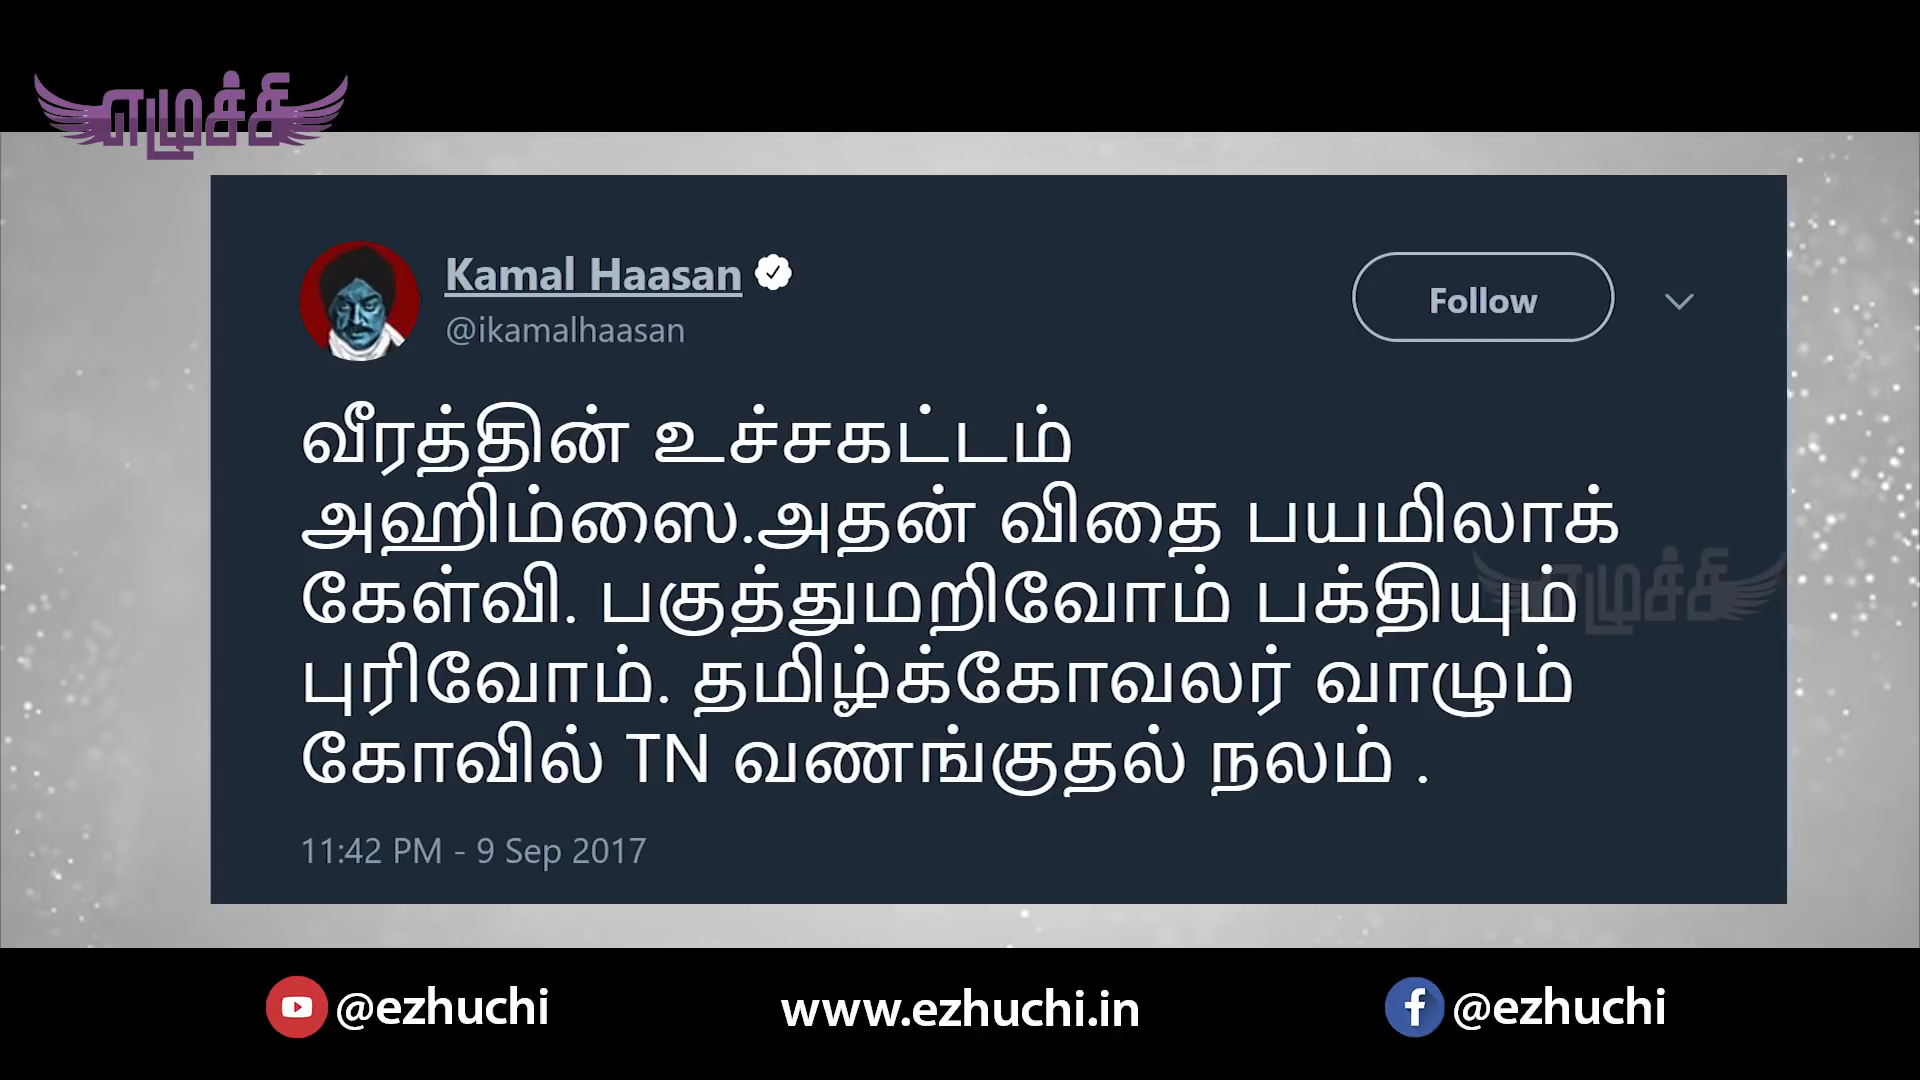 எழுச்சி
Kamal Haasan
@ikamalhaasan
Follow
வீரத்தின் உச்சகட்டம்
அஹிம்ஸை.அதன் விதை பயமிலாக்
கேள்வி. பகுத்துமறிவோம் பக்தியும்
புரிவோம். தமிழ்க்கோவலர் வாழும்
கோவில் TN வணங்குதல் நலம் .
எழுச்சி
11:42 PM - 9 Sep 2017
@ezhuchi
www.ezhuchi.in
@ezhuchi